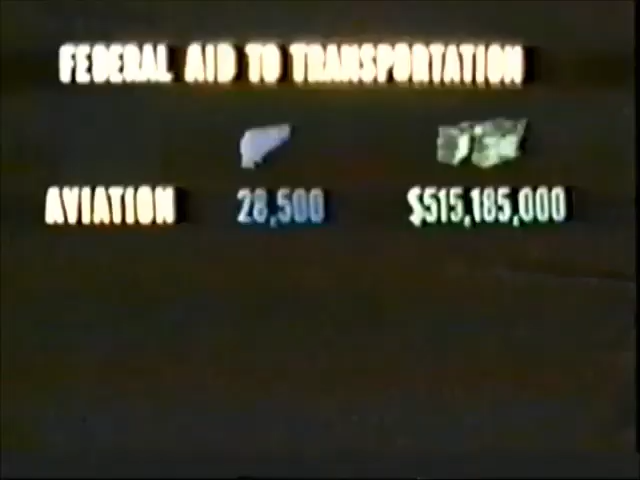 FEDERAL AID TO TRANSPORTATION
AVIATION 28,500 $515,185,000